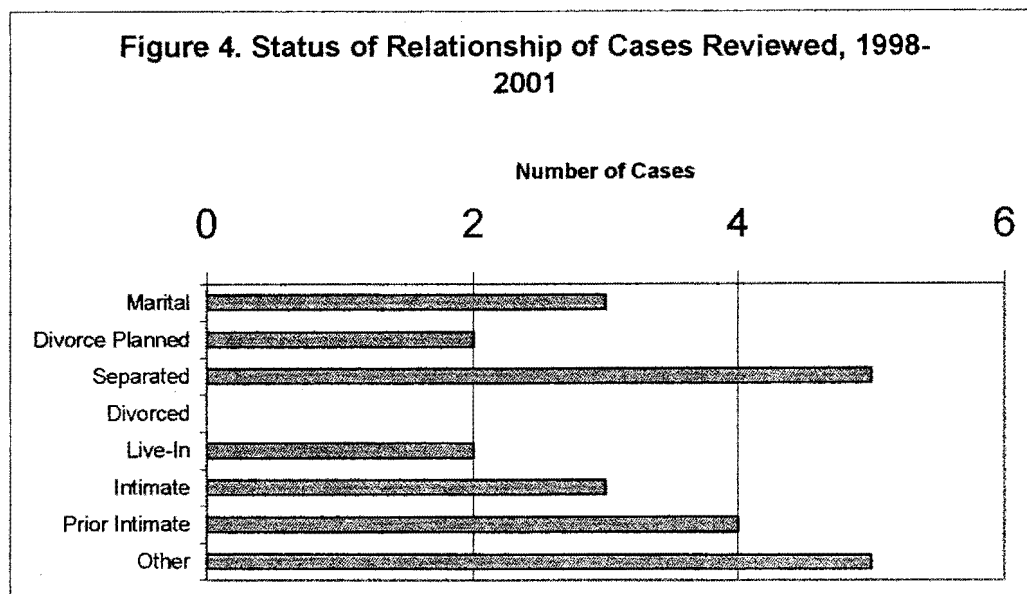 Figure 4. Status of Relationship of Cases Reviewed, 1998-
2001
Number of Cases
0 2 4 6
Marital
Divorce Planned
Separated
Divorced
Live-In
Intimate
Prior Intimate
Other